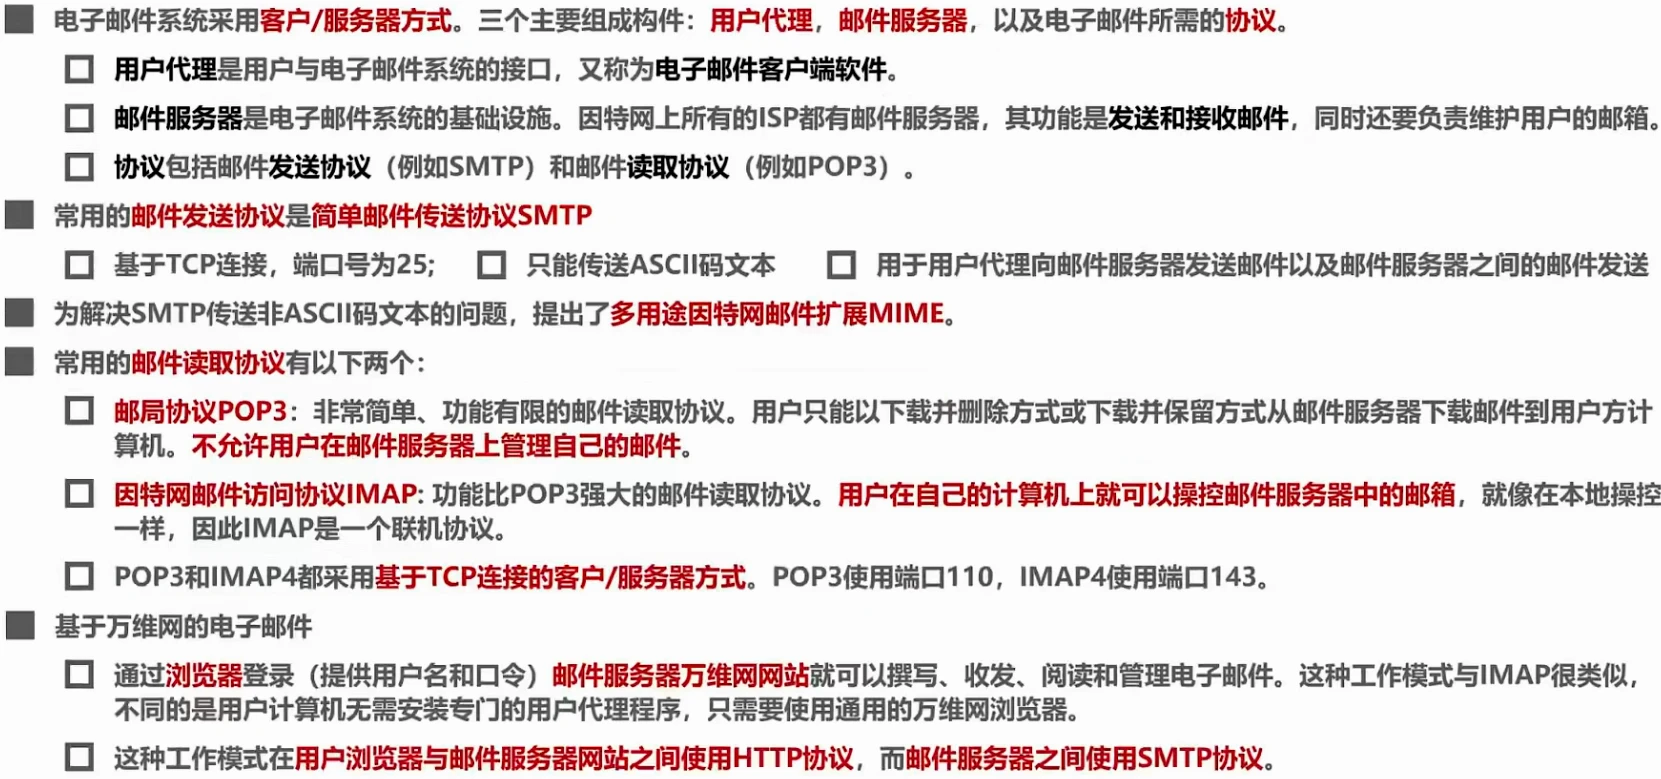 电子邮件系统采用客户/服务器方式。三个主要组成构件：用户代理，邮件服务器，以及电子邮件所需的协议。
用户代理是用户与电子邮件系统的接口，又称为电子邮件客户端软件。
邮件服务器是电子邮件系统的基础设施。因特网上所有的ISP都有邮件服务器，其功能是发送和接收邮件，同时还要负责维护用户的邮箱。
协议包括邮件发送协议（例如SMTP）和邮件读取协议（例如POP3）。
常用的邮件发送协议是简单邮件传送协议SMTP
基于TCP连接，端口号为25; 只能传送ASCII码文本 用于用户代理向邮件服务器发送邮件以及邮件服务器之间的邮件发送
为解决SMTP传送非ASCII码文本的问题，提出了多用途因特网邮件扩展MIME。
常用的邮件读取协议有以下两个：
邮局协议POP3：非常简单、功能有限的邮件读取协议。用户只能以下载并删除方式或下载并保留方式从邮件服务器下载邮件到用户方计
算机。不允许用户在邮件服务器上管理自己的邮件。
因特网邮件访问协议IMAP: 功能比POP3强大的邮件读取协议。用户在自己的计算机上就可以操控邮件服务器中的邮箱，就像在本地操控
一样，因此IMAP是一个联机协议。
POP3和IMAP4都采用基于TCP连接的客户/服务器方式。POP3使用端口110，IMAP4使用端口143。
基于万维网的电子邮件
通过浏览器登录（提供用户名和口令）邮件服务器万维网网站就可以撰写、收发、阅读和管理电子邮件。这种工作模式与IMAP很类似，
不同的是用户计算机无需安装专门的用户代理程序，只需要使用通用的万维网浏览器。
这种工作模式在用户浏览器与邮件服务器网站之间使用HTTP协议，而邮件服务器之间使用SMTP协议。